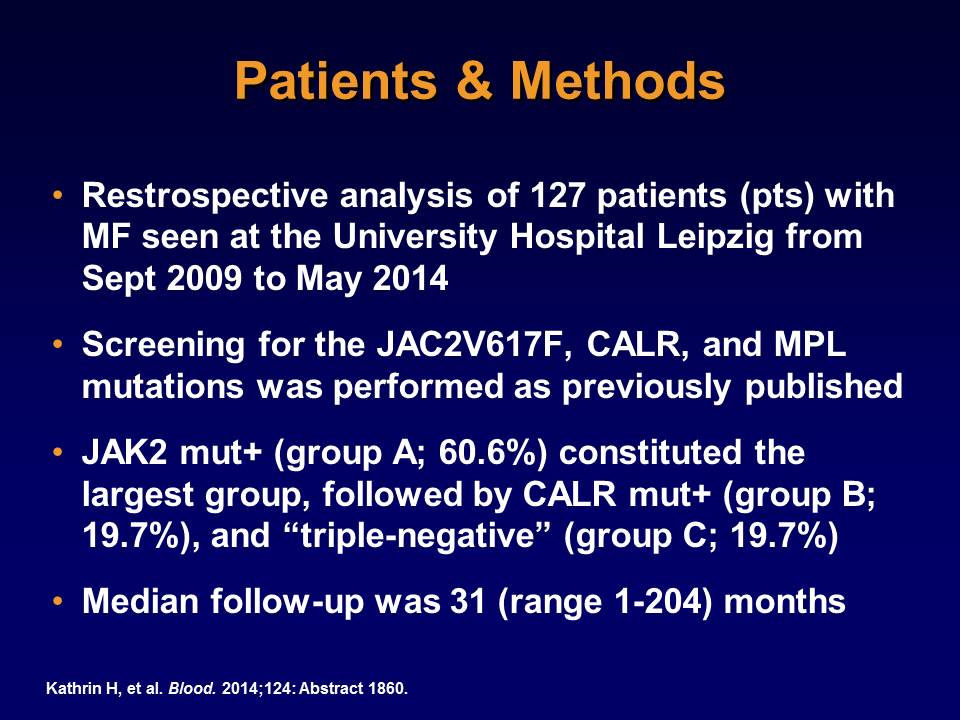 Patients & Methods
• Restrospective analysis of 127 patients (pts) with
MF seen at the University Hospital Leipzig from
Sept 2009 to May 2014
• Screening for the JAC2V617F, CALR, and MPL
mutations was performed as previously published
• JAK2 mut+ (group A; 60.6%) constituted the
largest group, followed by CALR mut+ (group B;
19.7%), and “triple-negative” (group C; 19.7%)
• Median follow-up was 31 (range 1-204) months
Kathrin H, et al. Blood. 2014;124: Abstract 1860.